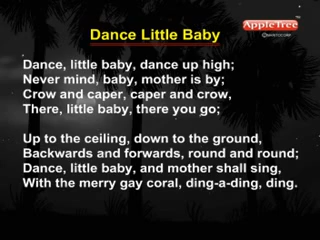 Dance Little Baby
AppleTree
Dance, little baby, dance up high;
Never mind, baby, mother is by;
Crow and caper, caper and crow,
There, little baby, there you go;
Up to the ceiling, down to the ground,
Backwards and forwards, round and round;
Dance, little baby, and mother shall sing,
With the merry gay coral, ding-a-ding, ding.